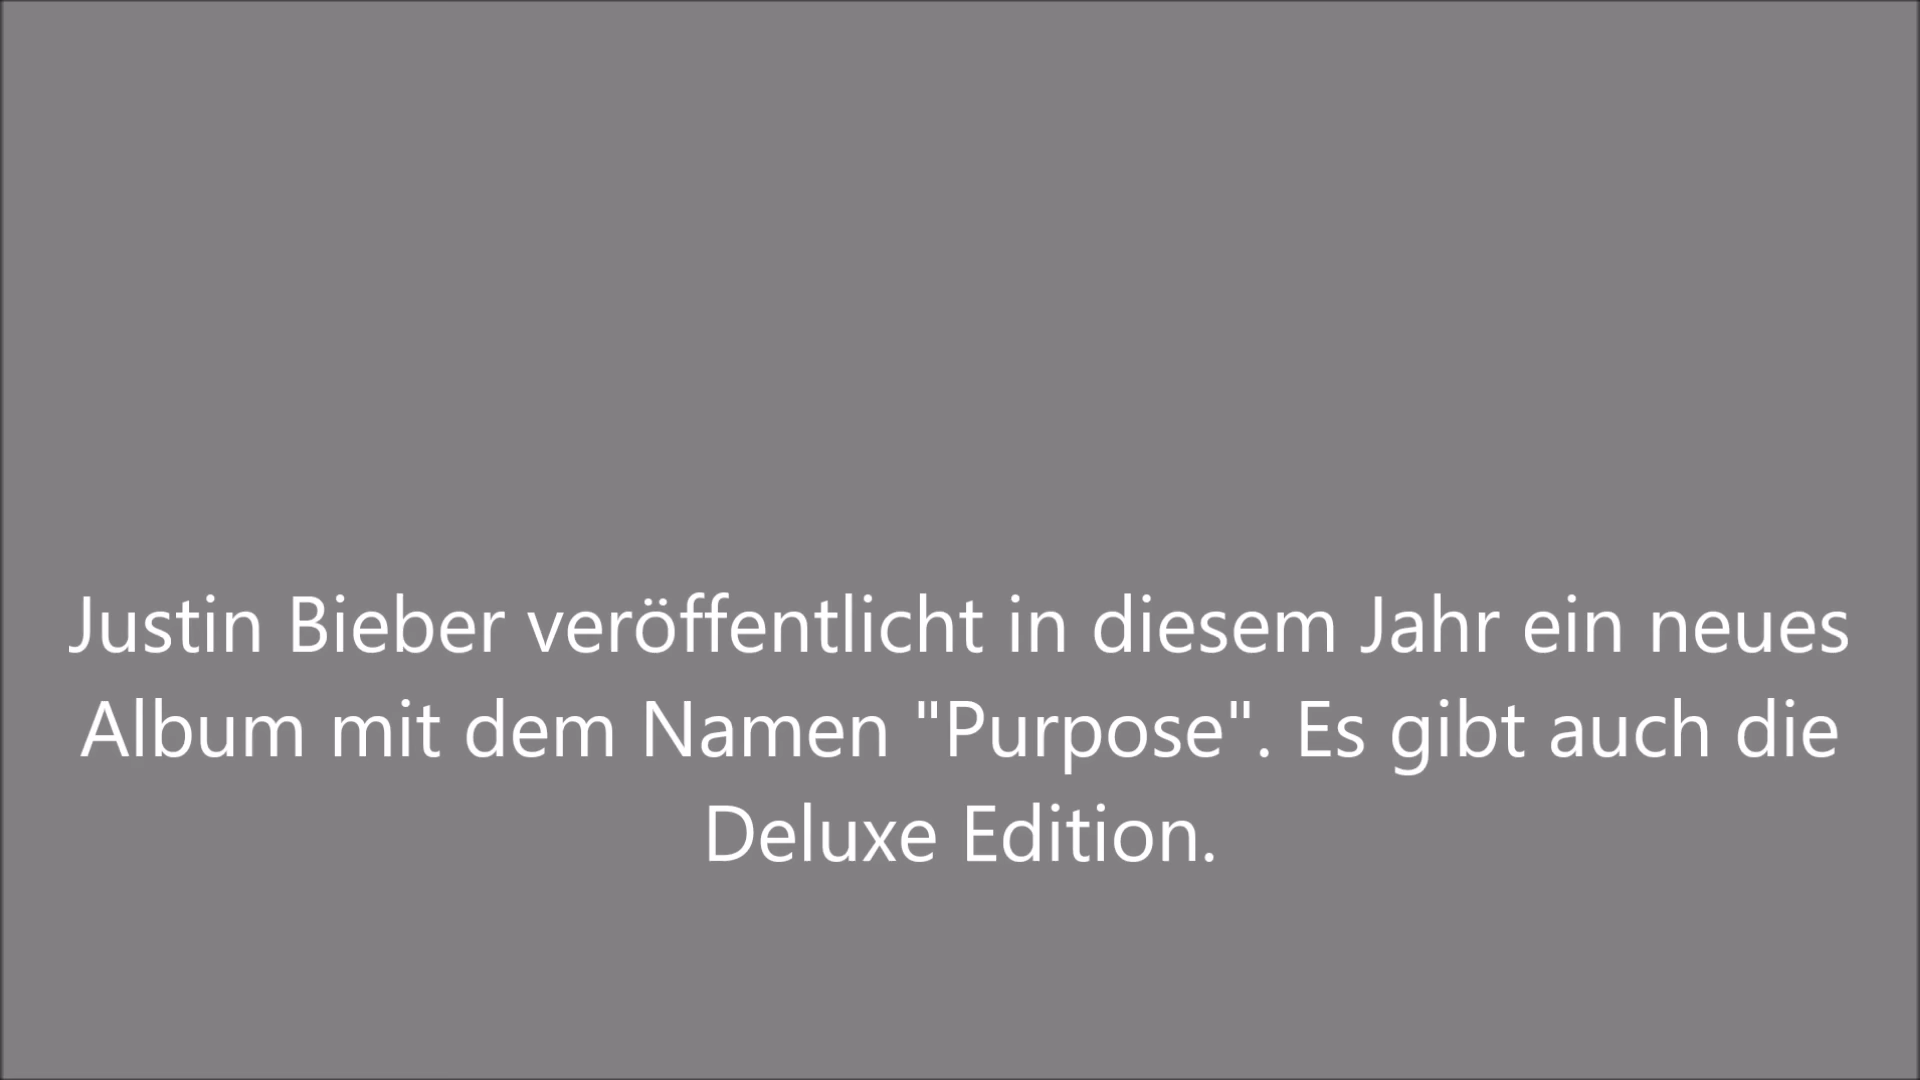 Justin Bieber veröffentlicht in diesem Jahr ein neues
Album mit dem Namen "Purpose". Es gibt auch die
Deluxe Edition.